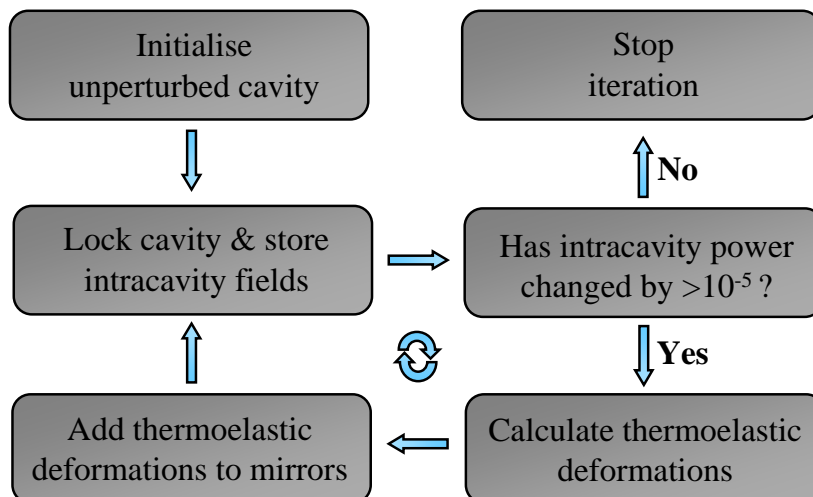 Initialise
unperturbed cavity
Stop
iteration
No
Lock cavity & store
intracavity fields
Has intracavity power
changed by >10⁻⁵ ?
Yes
Add thermoelastic
deformations to mirrors
Calculate thermoelastic
deformations